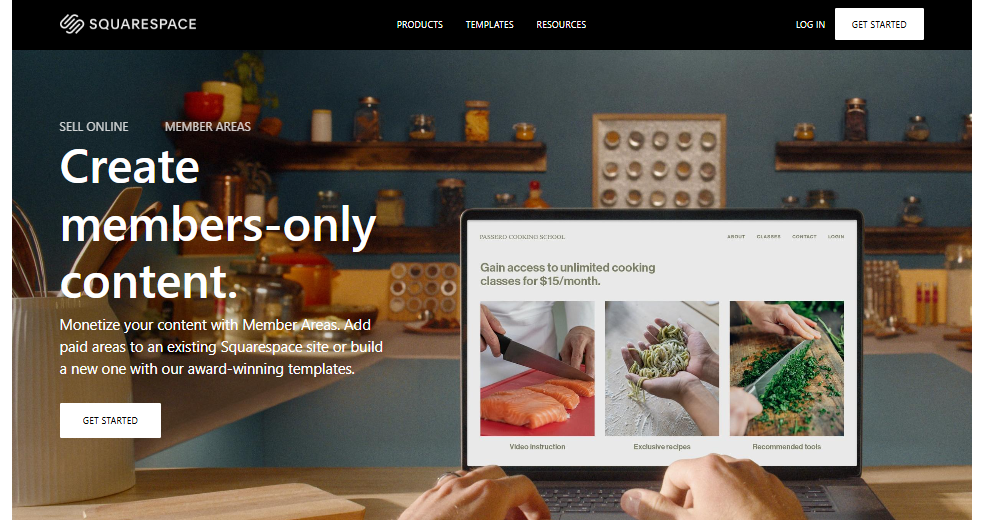 SQUARESPACE
PRODUCTS TEMPLATES RESOURCES
LOG IN GET STARTED
SELL ONLINE MEMBER AREAS
Create
members-only
content.
Monetize your content with Member Areas. Add
paid areas to an existing Squarespace site or build
a new one with our award-winning templates.
GET STARTED
PASSERO COOKING SCHOOL
ABOUT CLASSES CONTACT LOGIN
Gain access to unlimited cooking
classes for $15/month.
Video instruction
Exclusive recipes
Recommended tools